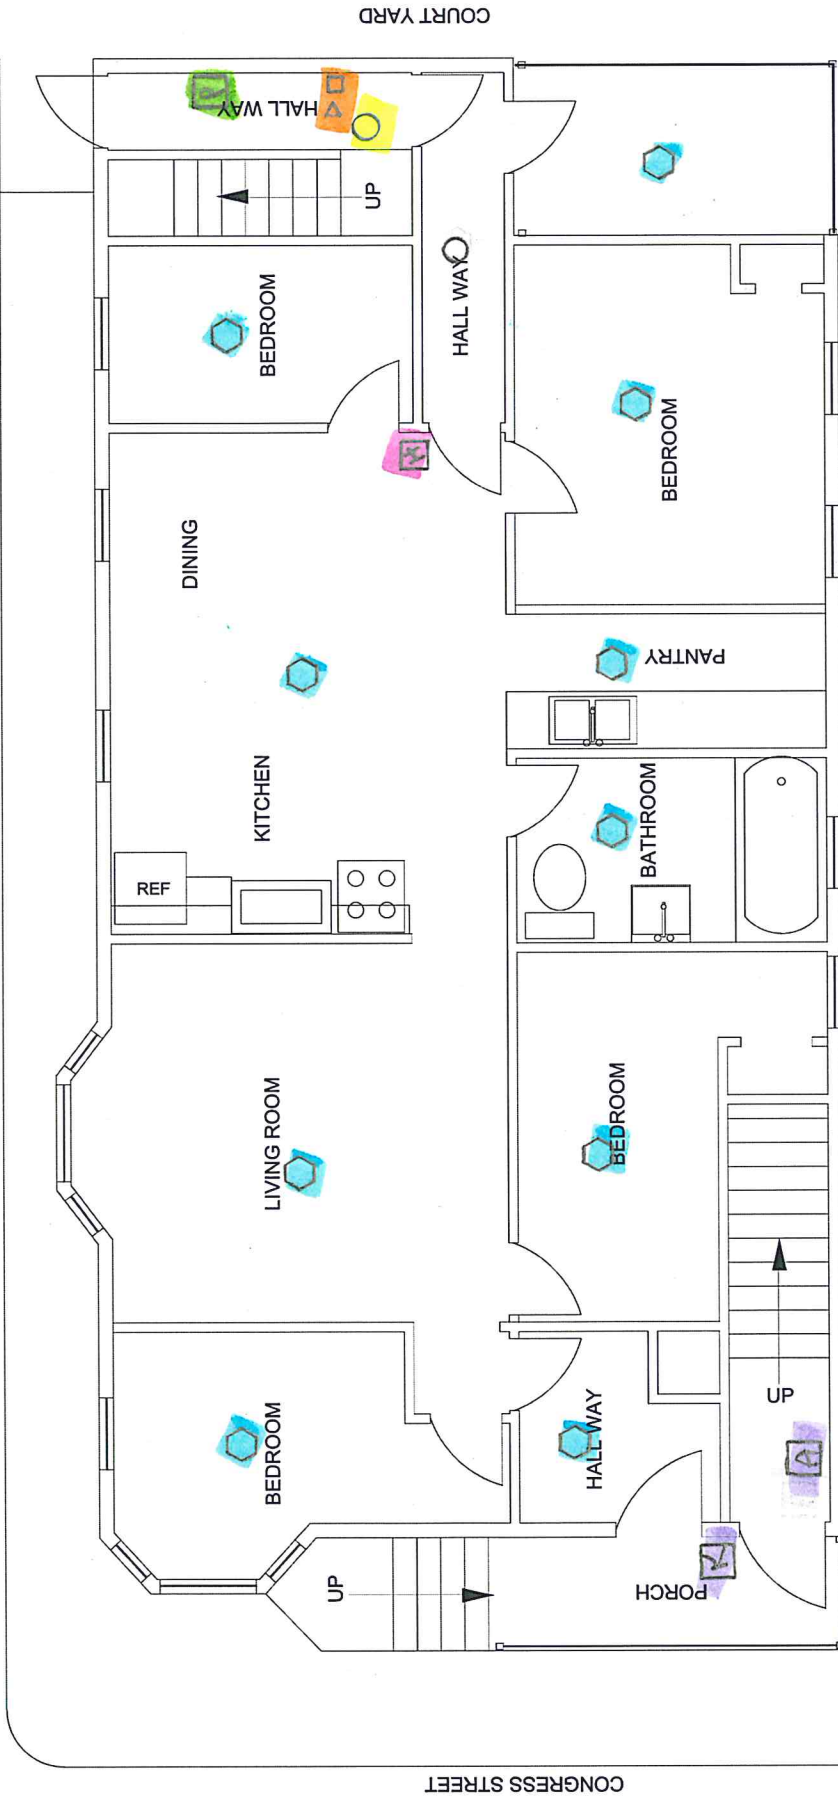 COURT YARD
HALL WAY
UP
BEDROOM
HALL WAY
BEDROOM
DINING
PANTRY
KITCHEN
BATHROOM
REF
LIVING ROOM
BEDROOM
BEDROOM
HALL WAY
UP
UP
PORCH
CONGRESS STREET